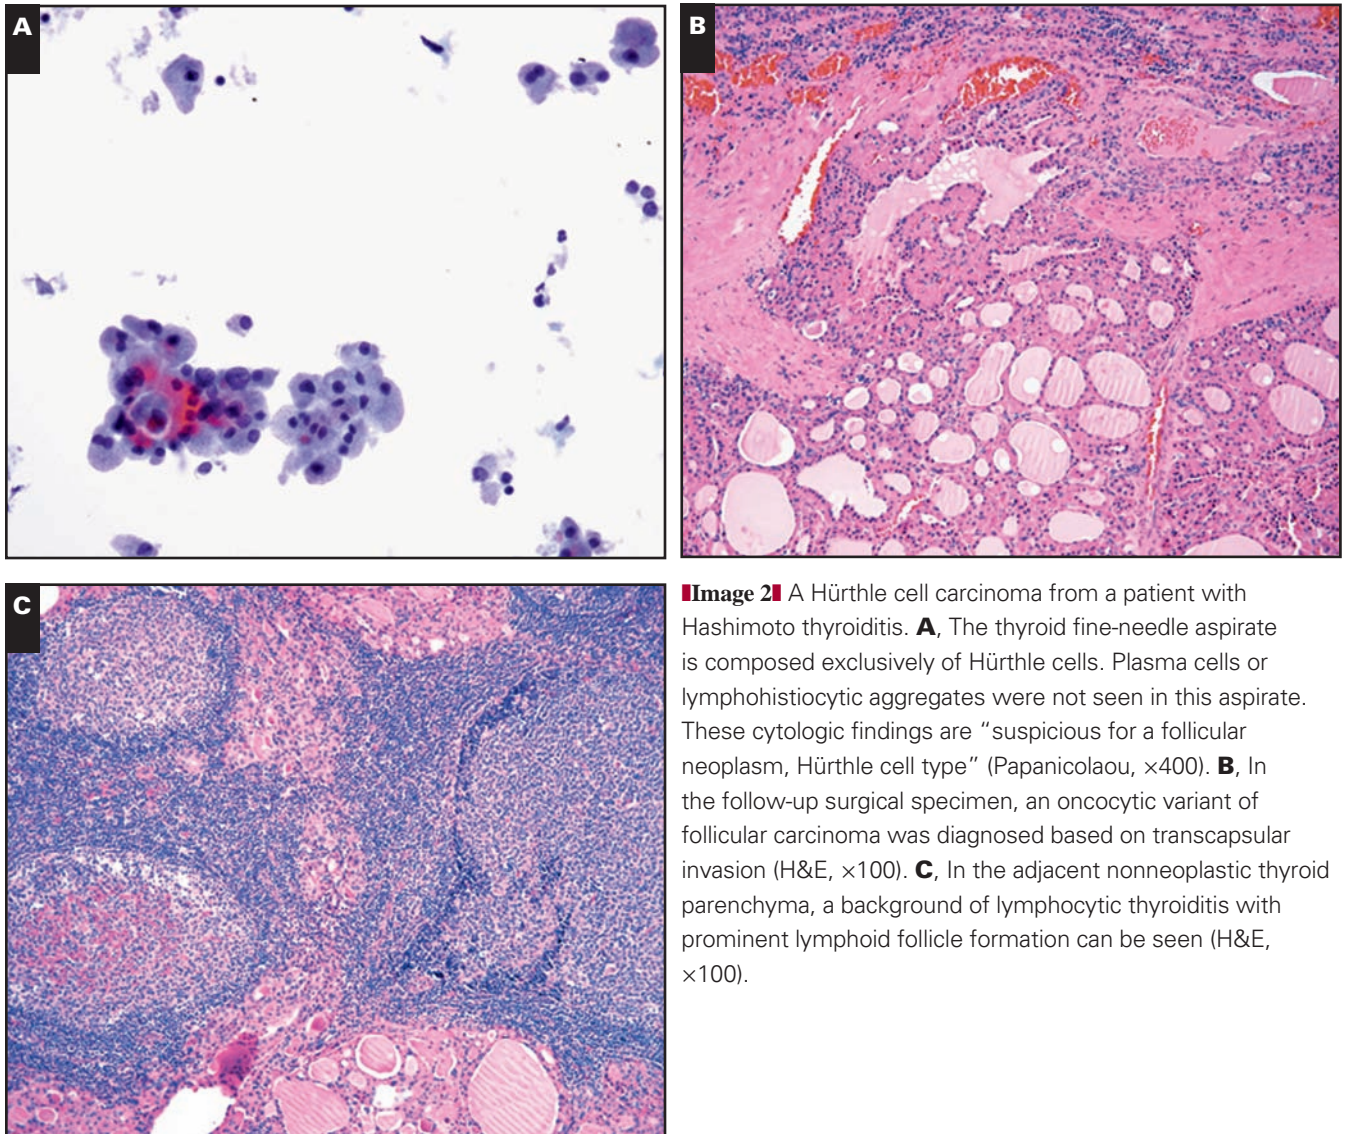 A
B
C
❚Image 2❚ A Hürthle cell carcinoma from a patient with
Hashimoto thyroiditis. A, The thyroid fine-needle aspirate
is composed exclusively of Hürthle cells. Plasma cells or
lymphohistiocytic aggregates were not seen in this aspirate.
These cytologic findings are “suspicious for a follicular
neoplasm, Hürthle cell type” (Papanicolaou, ×400). B, In
the follow-up surgical specimen, an oncocytic variant of
follicular carcinoma was diagnosed based on transcapsular
invasion (H&E, ×100). C, In the adjacent nonneoplastic thyroid
parenchyma, a background of lymphocytic thyroiditis with
prominent lymphoid follicle formation can be seen (H&E,
×100).